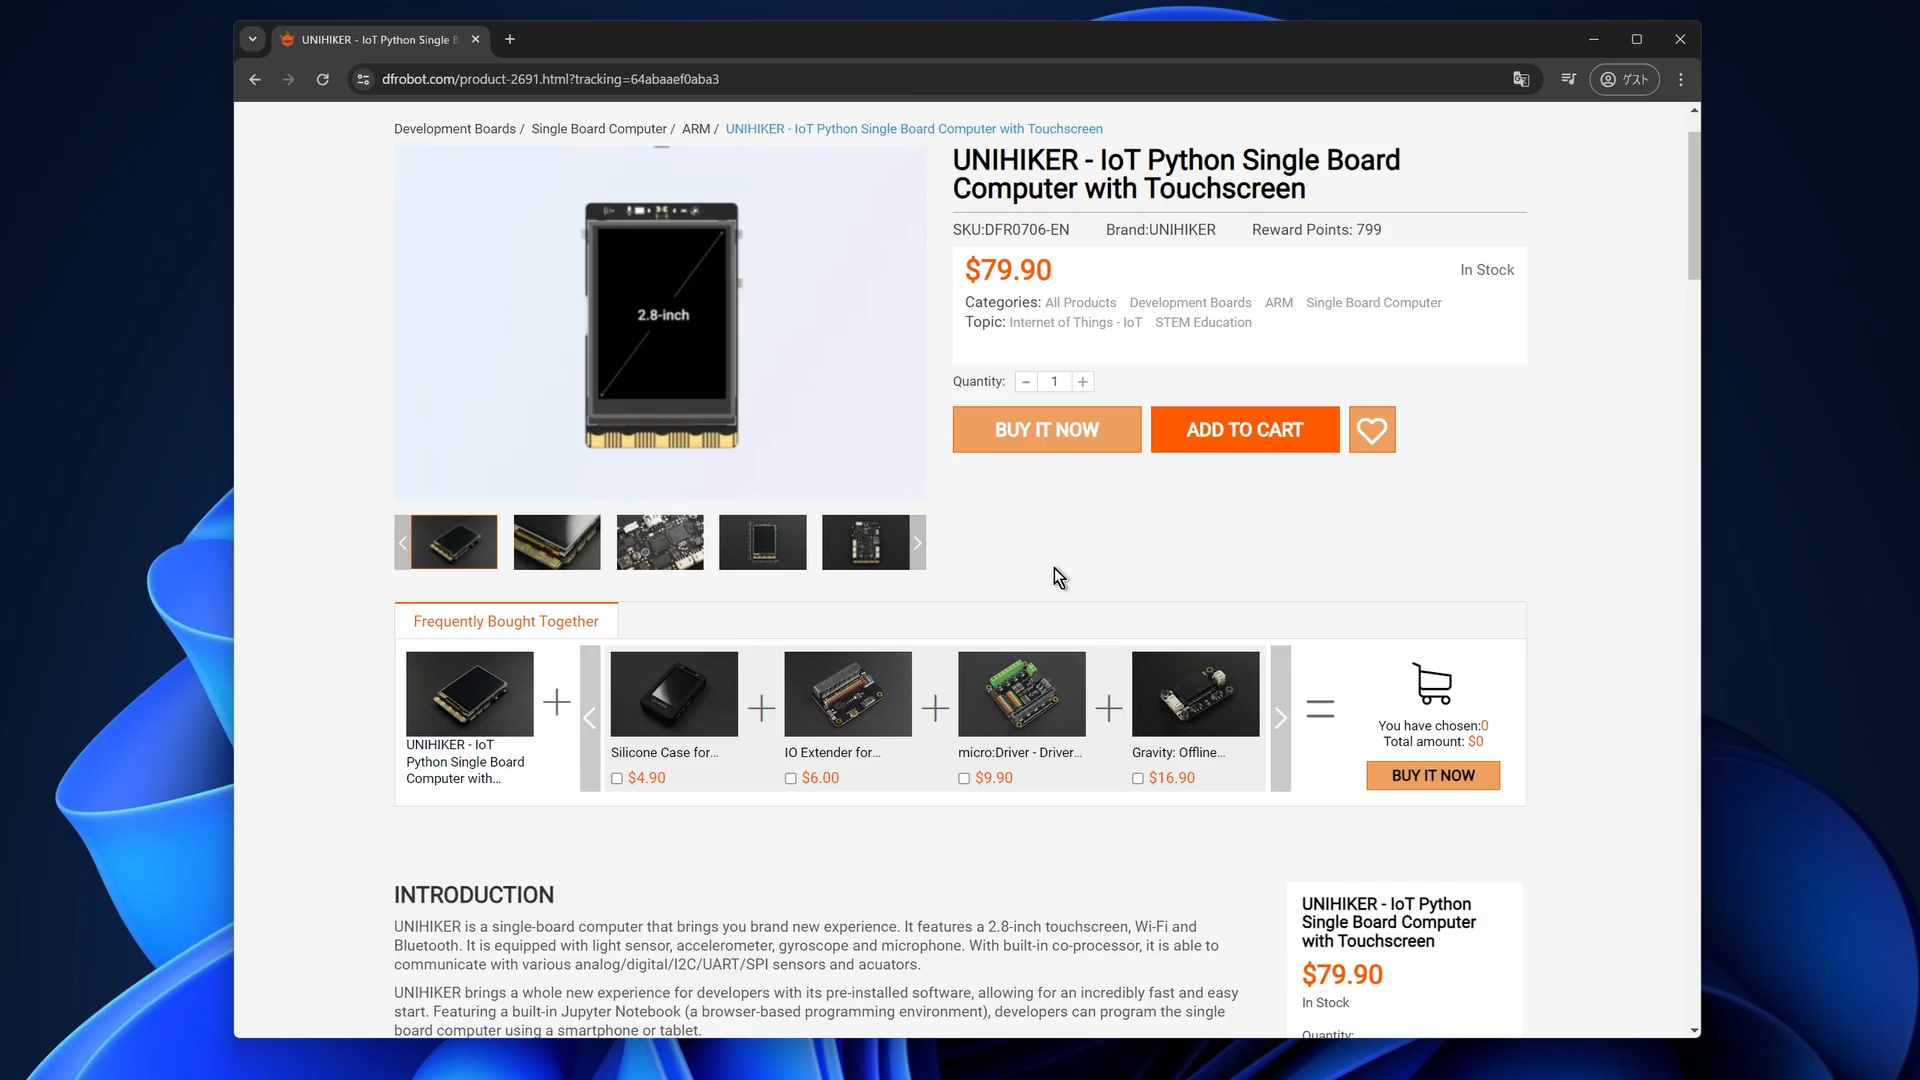 UNIHIKER - IoT Python Single B
dfrobot.com/product-2691.html?tracking=64abaaef0aba3
ゲスト
Development Boards / Single Board Computer / ARM / UNIHIKER - IoT Python Single Board Computer with Touchscreen
2.8-inch
UNIHIKER - IoT Python Single Board
Computer with Touchscreen
SKU:DFR0706-EN Brand:UNIHIKER Reward Points: 799
$79.90 In Stock
Categories: All Products Development Boards ARM Single Board Computer
Topic: Internet of Things - IoT STEM Education
Quantity: - 1 +
BUY IT NOW ADD TO CART
Frequently Bought Together
UNIHIKER - IoT
Python Single Board
Computer with...
Silicone Case for...
$4.90
IO Extender for...
$6.00
micro:Driver - Driver...
$9.90
Gravity: Offline...
$16.90
You have chosen:0
Total amount: $0
BUY IT NOW
INTRODUCTION
UNIHIKER is a single-board computer that brings you brand new experience. It features a 2.8-inch touchscreen, Wi-Fi and
Bluetooth. It is equipped with light sensor, accelerometer, gyroscope and microphone. With built-in co-processor, it is able to
communicate with various analog/digital/I2C/UART/SPI sensors and acuators.
UNIHIKER brings a whole new experience for developers with its pre-installed software, allowing for an incredibly fast and easy
start. Featuring a built-in Jupyter Notebook (a browser-based programming environment), developers can program the single
board computer using a smartphone or tablet.
UNIHIKER - IoT Python
Single Board Computer
with Touchscreen
$79.90
In Stock
Quantity: